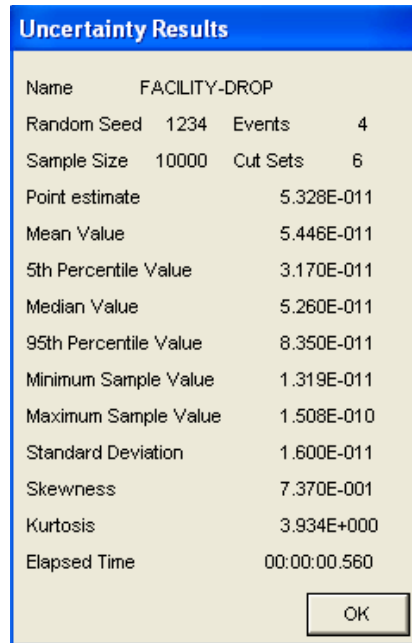 Uncertainty Results
Name FACILITY-DROP
Random Seed 1234 Events 4
Sample Size 10000 Cut Sets 6
Point estimate 5.328E-011
Mean Value 5.446E-011
5th Percentile Value 3.170E-011
Median Value 5.260E-011
95th Percentile Value 8.350E-011
Minimum Sample Value 1.319E-011
Maximum Sample Value 1.508E-010
Standard Deviation 1.600E-011
Skewness 7.370E-001
Kurtosis 3.934E+000
Elapsed Time 00:00:00.560
OK